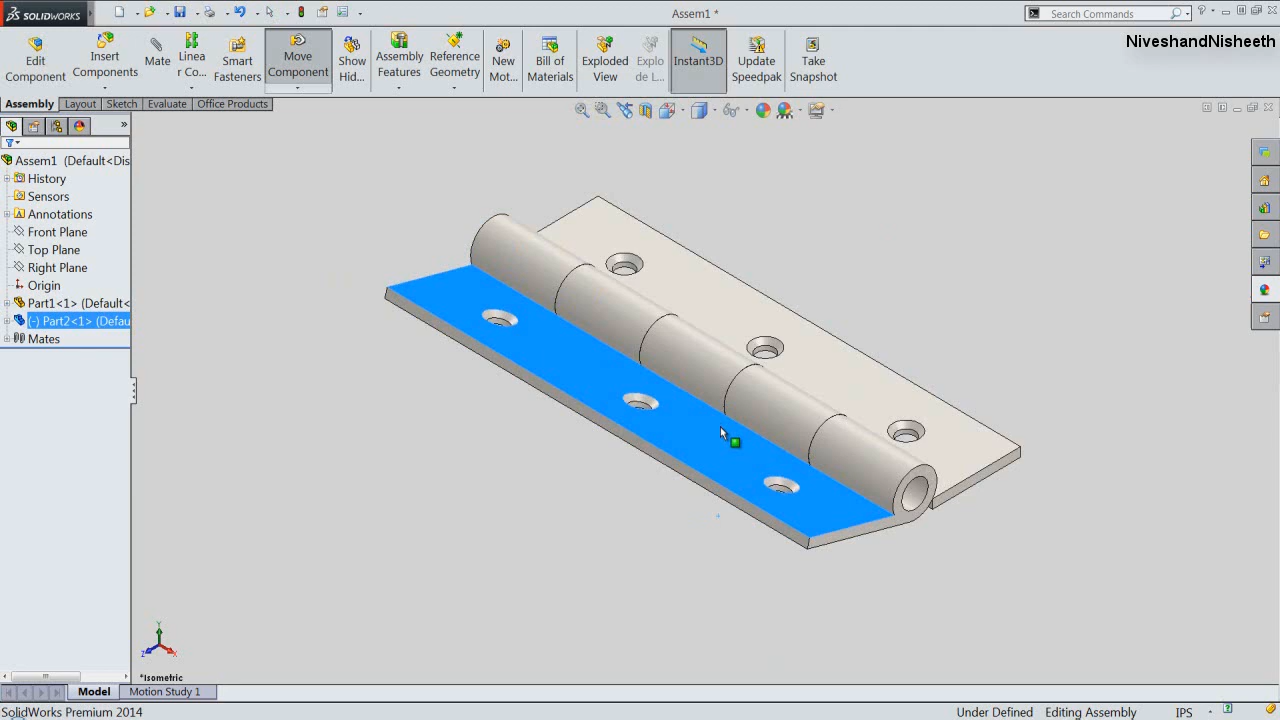 SOLIDWORKS
Assem1 *
Search Commands
NiveshandNisheeth
Edit
Component
Insert
Components
Mate
Linea
r Co...
Smart
Fasteners
Move
Component
Show
Hid...
Assembly
Features
Reference
Geometry
New
Mot...
Bill of
Materials
Exploded
View
Explo
de L...
Instant3D
Update
Speedpak
Take
Snapshot
Assembly
Layout
Sketch
Evaluate
Office Products
Assem1 (Default<Dis
History
Sensors
Annotations
Front Plane
Top Plane
Right Plane
Origin
Part1<1> (Default<
(-) Part2<1> (Defau
Mates
Y
Z
X
*Isometric
Model
Motion Study 1
SolidWorks Premium 2014
Under Defined
Editing Assembly
IPS